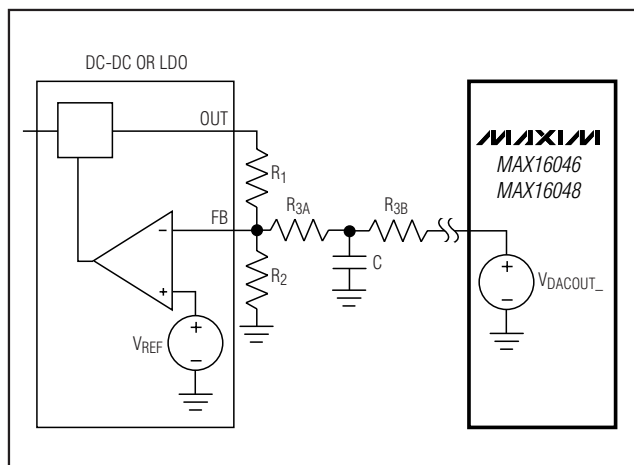 DC-DC OR LDO
OUT
MAXIM
MAX16046
MAX16048
R1
R3A
R3B
FB
−
+
R2
C
+
−
VDACOUT_
+
−
VREF